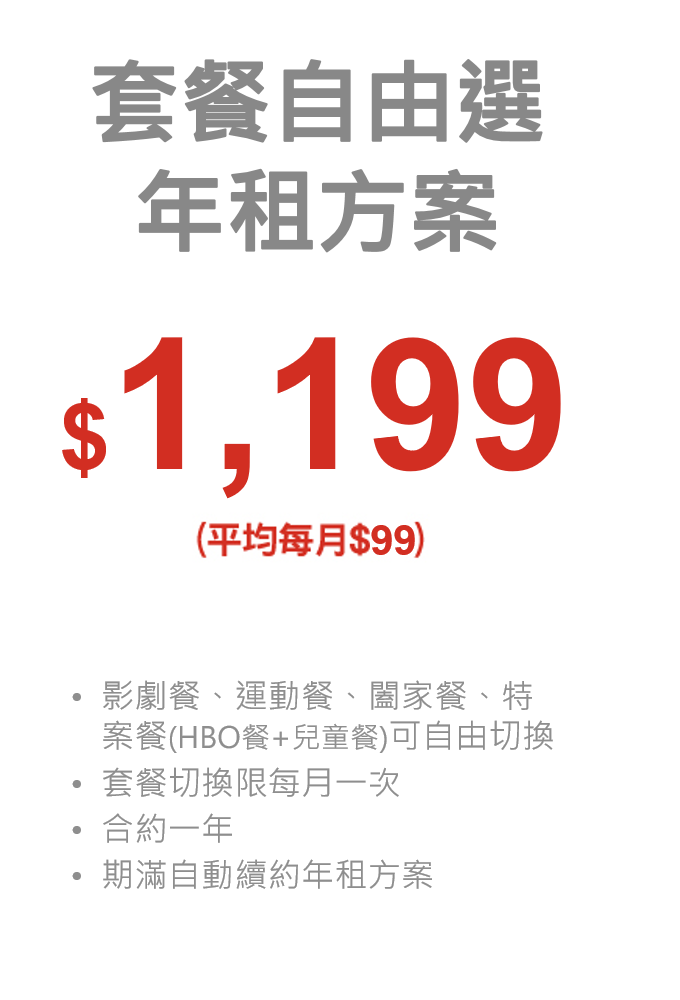 套餐自由選
年租方案
$1,199
(平均每月$99)
• 影劇餐、運動餐、闔家餐、特
案餐(HBO餐+兒童餐)可自由切換
• 套餐切換限每月一次
• 合約一年
• 期滿自動續約年租方案